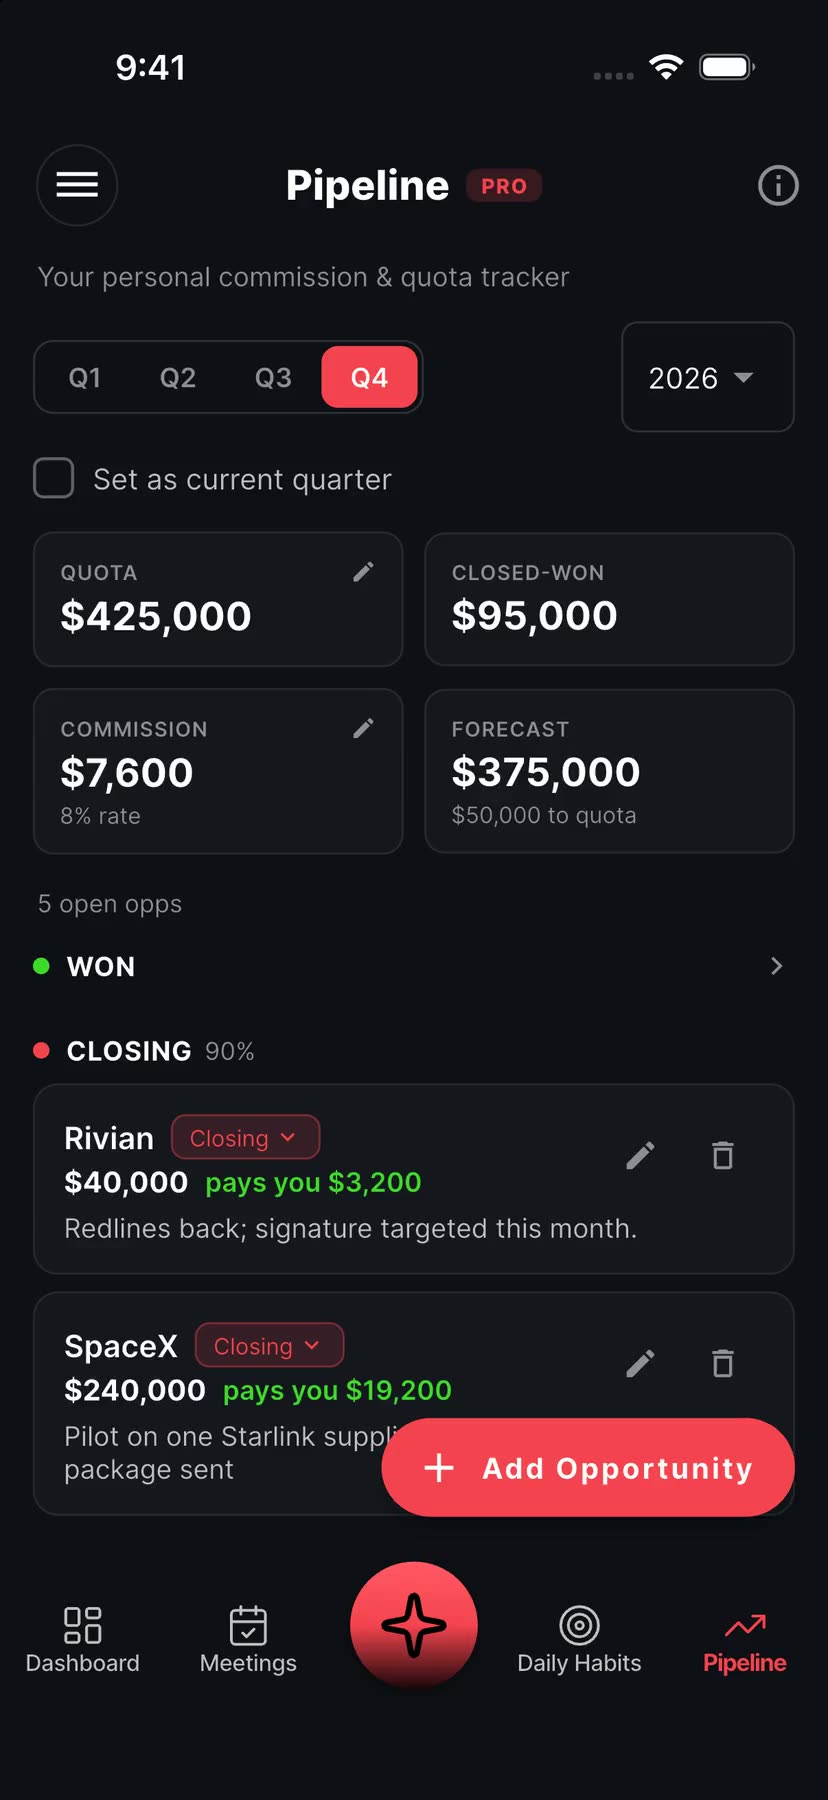 9:41
Pipeline PRO
Your personal commission & quota tracker
Q1 Q2 Q3 Q4
2026
Set as current quarter
QUOTA
$425,000
CLOSED-WON
$95,000
COMMISSION
$7,600
8% rate
FORECAST
$375,000
$50,000 to quota
5 open opps
WON
CLOSING 90%
Rivian Closing
$40,000 pays you $3,200
Redlines back; signature targeted this month.
SpaceX Closing
$240,000 pays you $19,200
Pilot on one Starlink
package sent
Add Opportunity
Dashboard
Meetings
Daily Habits
Pipeline